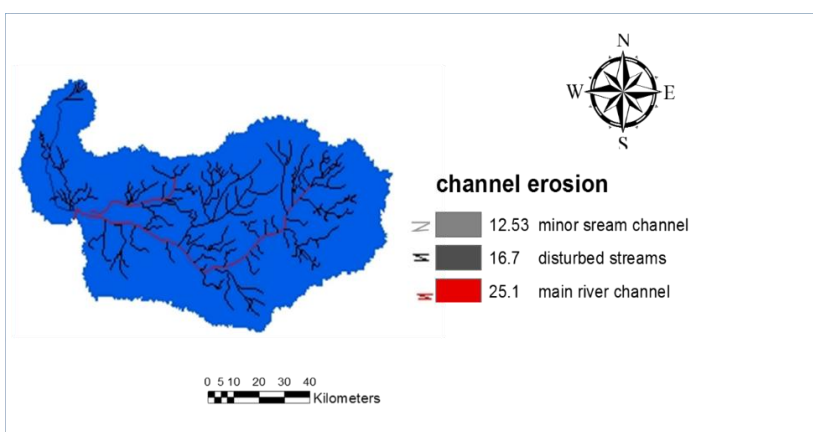 N
W E
S
channel erosion
12.53 minor sream channel
16.7 disturbed streams
25.1 main river channel
0 5 10 20 30 40
Kilometers